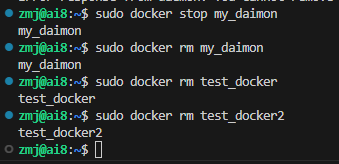 zmj@ai8:~$ sudo docker stop my_daimon
my_daimon
zmj@ai8:~$ sudo docker rm my_daimon
my_daimon
zmj@ai8:~$ sudo docker rm test_docker
test_docker
zmj@ai8:~$ sudo docker rm test_docker2
test_docker2
zmj@ai8:~$